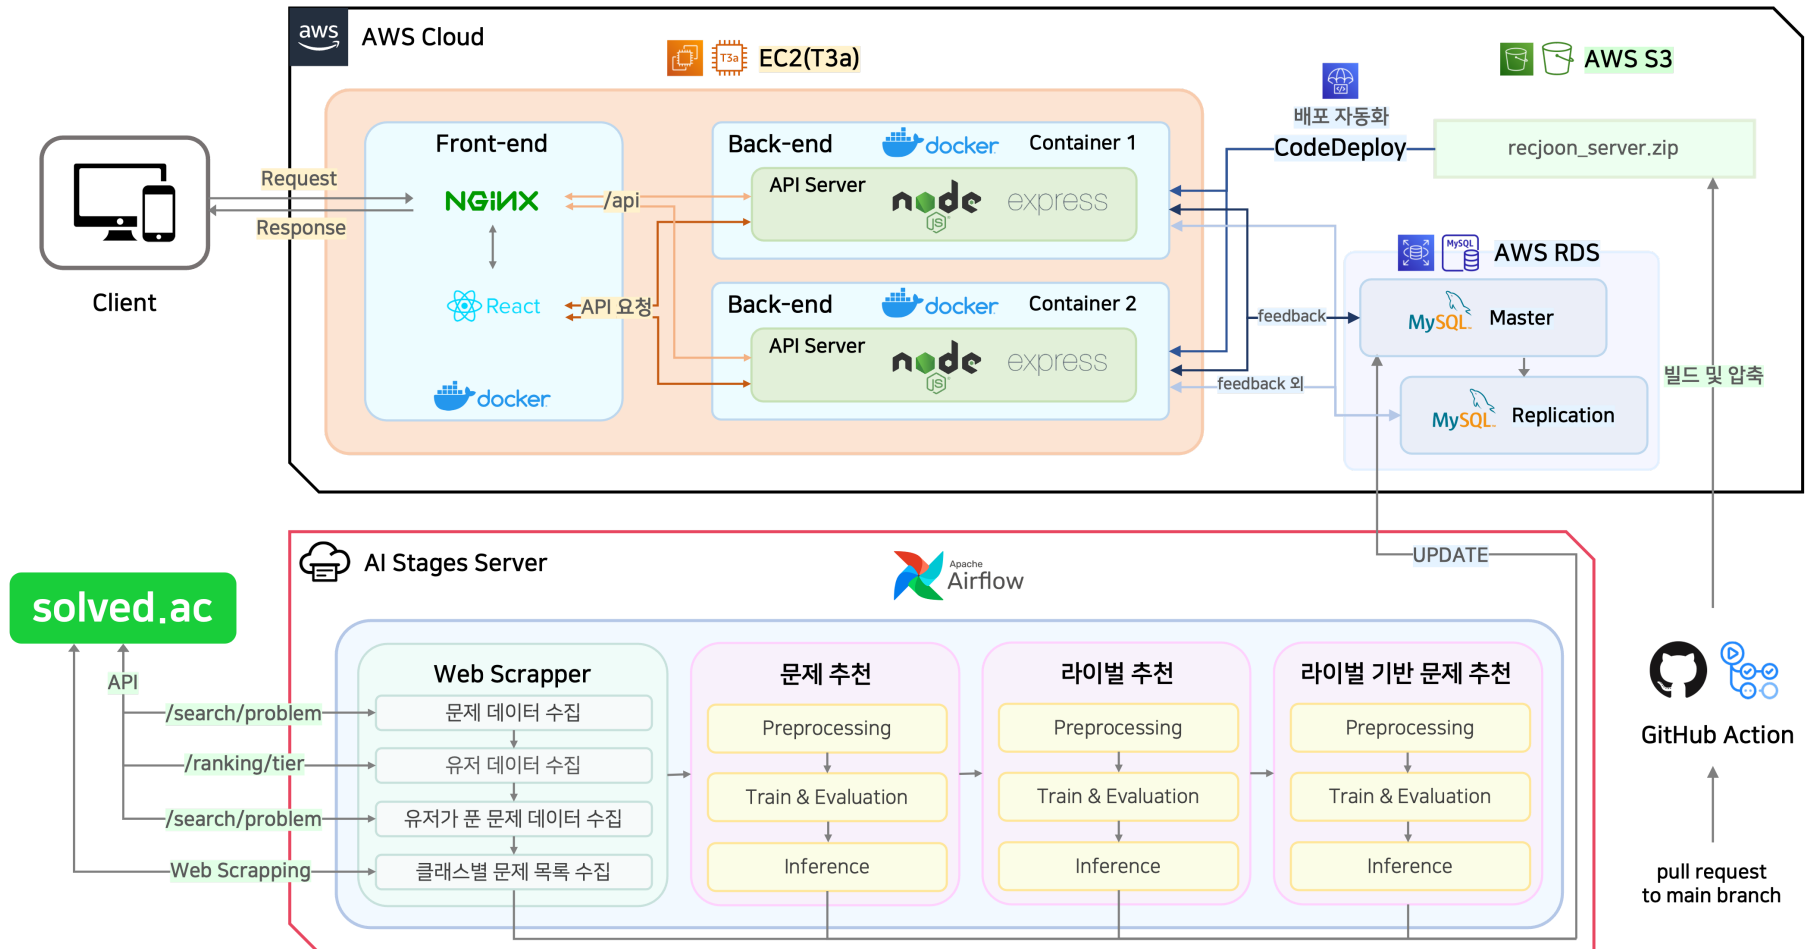 aws
AWS Cloud
T3a
EC2(T3a)
AWS S3
배포 자동화
CodeDeploy
recjoon_server.zip
Front-end
NGiNX
React
docker
Back-end
docker
Container 1
API Server
node
JS
express
Back-end
docker
Container 2
API Server
node
JS
express
Request
Response
Client
/api
API 요청
MySQL
AWS RDS
feedback
MySQL
Master
feedback 외
MySQL
Replication
빌드 및 압축
UPDATE
AI Stages Server
Apache
Airflow
solved.ac
API
/search/problem
/ranking/tier
/search/problem
Web Scrapping
Web Scrapper
문제 데이터 수집
유저 데이터 수집
유저가 푼 문제 데이터 수집
클래스별 문제 목록 수집
문제 추천
Preprocessing
Train & Evaluation
Inference
라이벌 추천
Preprocessing
Train & Evaluation
Inference
라이벌 기반 문제 추천
Preprocessing
Train & Evaluation
Inference
GitHub Action
pull request
to main branch